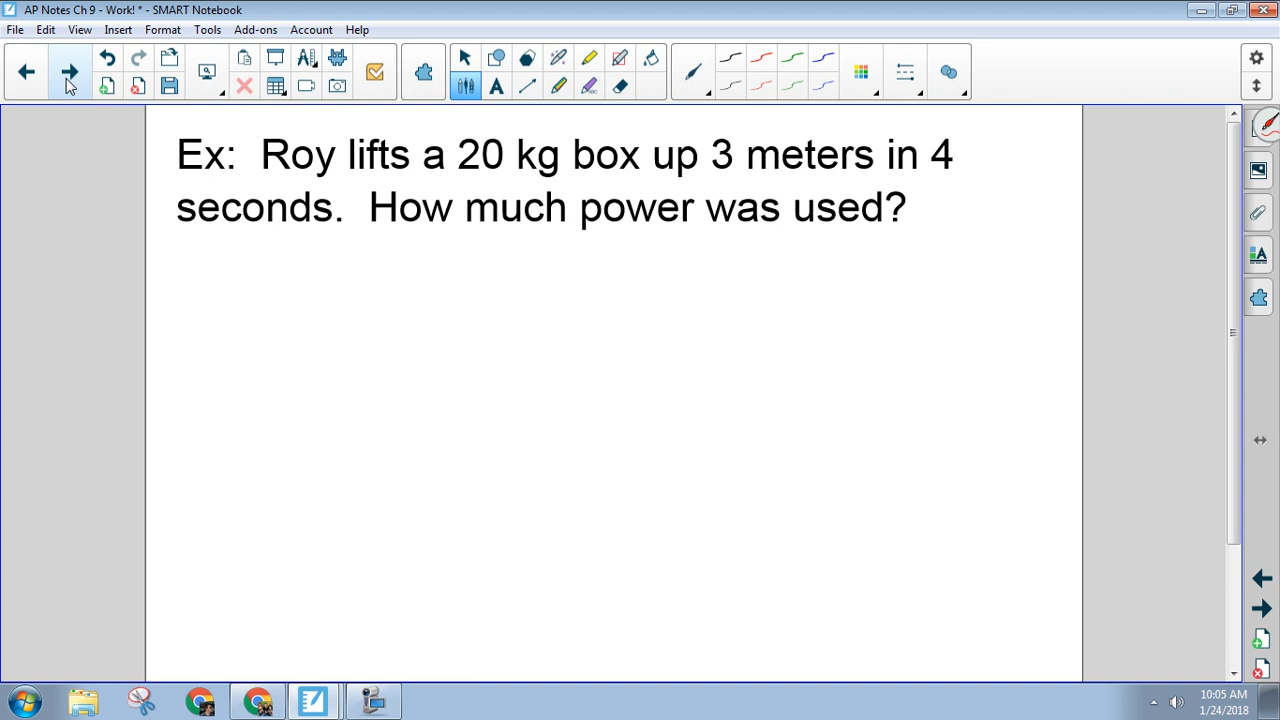 AP Notes Ch 9 - Work! * - SMART Notebook
File Edit View Insert Format Tools Add-ons Account Help
Ex: Roy lifts a 20 kg box up 3 meters in 4
seconds. How much power was used?
10:05 AM
1/24/2018